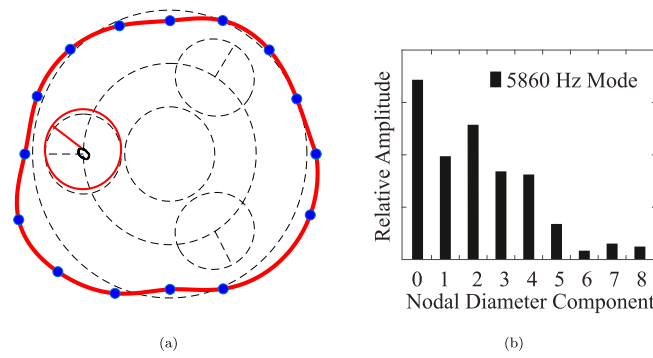 5860 Hz Mode
Relative Amplitude
0 1 2 3 4 5 6 7 8
Nodal Diameter Component
(a) (b)